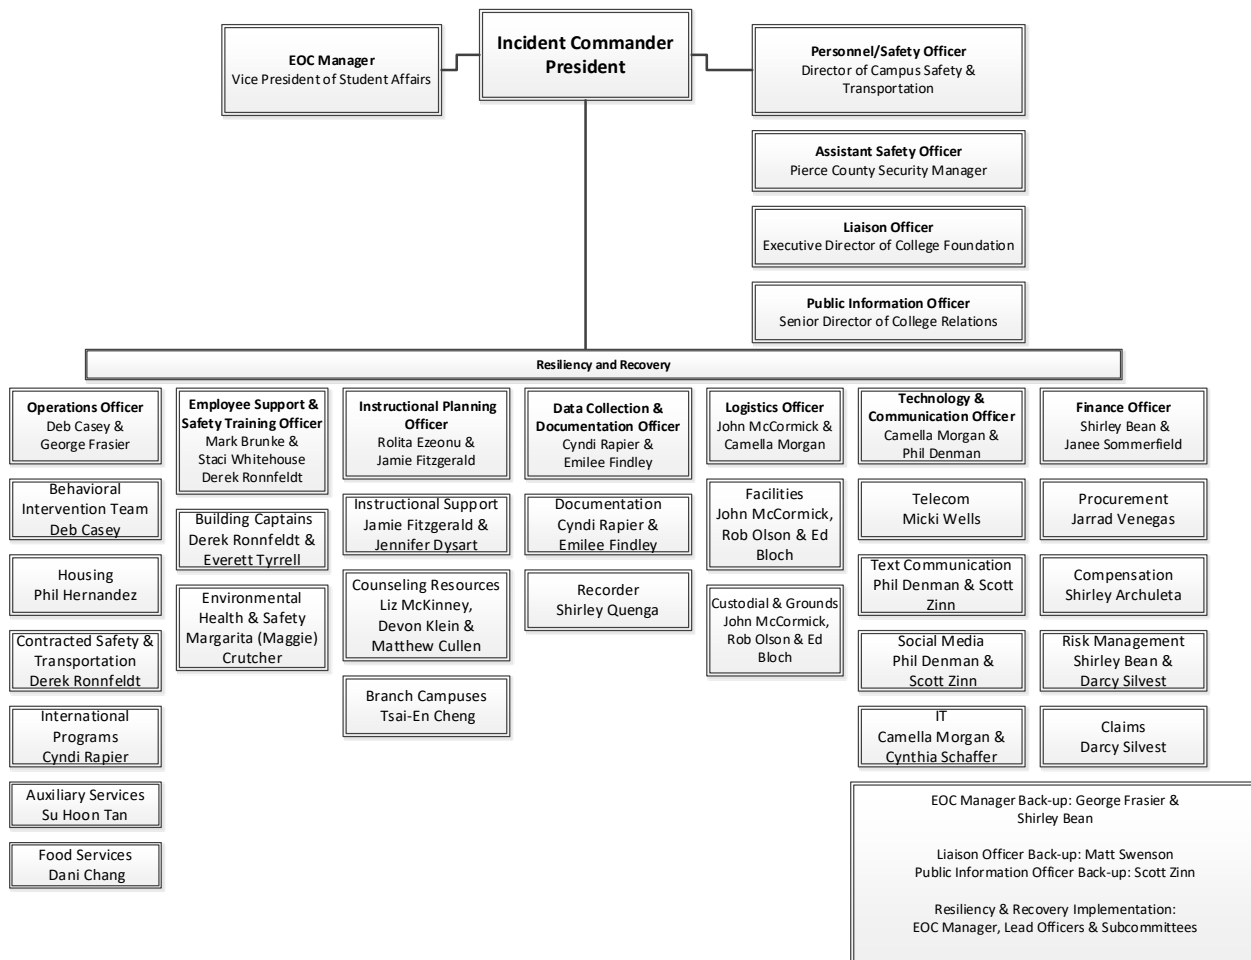 Incident Commander
President
EOC Manager
Vice President of Student Affairs
Personnel/Safety Officer
Director of Campus Safety &
Transportation
Assistant Safety Officer
Pierce County Security Manager
Liaison Officer
Executive Director of College Foundation
Public Information Officer
Senior Director of College Relations
Resiliency and Recovery
Operations Officer
Deb Casey &
George Frasier
Behavioral
Intervention Team
Deb Casey
Housing
Phil Hernandez
Contracted Safety &
Transportation
Derek Ronnfeldt
International
Programs
Cyndi Rapier
Auxiliary Services
Su Hoon Tan
Food Services
Dani Chang
Employee Support &
Safety Training Officer
Mark Brunke &
Staci Whitehouse
Derek Ronnfeldt
Building Captains
Derek Ronnfeldt &
Everett Tyrrell
Environmental
Health & Safety
Margarita (Maggie)
Crutcher
Instructional Planning
Officer
Rolita Ezeonu &
Jamie Fitzgerald
Instructional Support
Jamie Fitzgerald &
Jennifer Dysart
Counseling Resources
Liz McKinney,
Devon Klein &
Matthew Cullen
Branch Campuses
Tsai-En Cheng
Data Collection &
Documentation Officer
Cyndi Rapier &
Emilee Findley
Documentation
Cyndi Rapier &
Emilee Findley
Recorder
Shirley Quenga
Logistics Officer
John McCormick &
Camella Morgan
Facilities
John McCormick,
Rob Olson & Ed
Bloch
Custodial & Grounds
John McCormick,
Rob Olson & Ed
Bloch
Technology &
Communication Officer
Camella Morgan &
Phil Denman
Telecom
Micki Wells
Text Communication
Phil Denman & Scott
Zinn
Social Media
Phil Denman &
Scott Zinn
IT
Camella Morgan &
Cynthia Schaffer
Finance Officer
Shirley Bean &
Janee Sommerfield
Procurement
Jarrad Venegas
Compensation
Shirley Archuleta
Risk Management
Shirley Bean &
Darcy Silvest
Claims
Darcy Silvest
EOC Manager Back-up: George Frasier &
Shirley Bean
Liaison Officer Back-up: Matt Swenson
Public Information Officer Back-up: Scott Zinn
Resiliency & Recovery Implementation:
EOC Manager, Lead Officers & Subcommittees